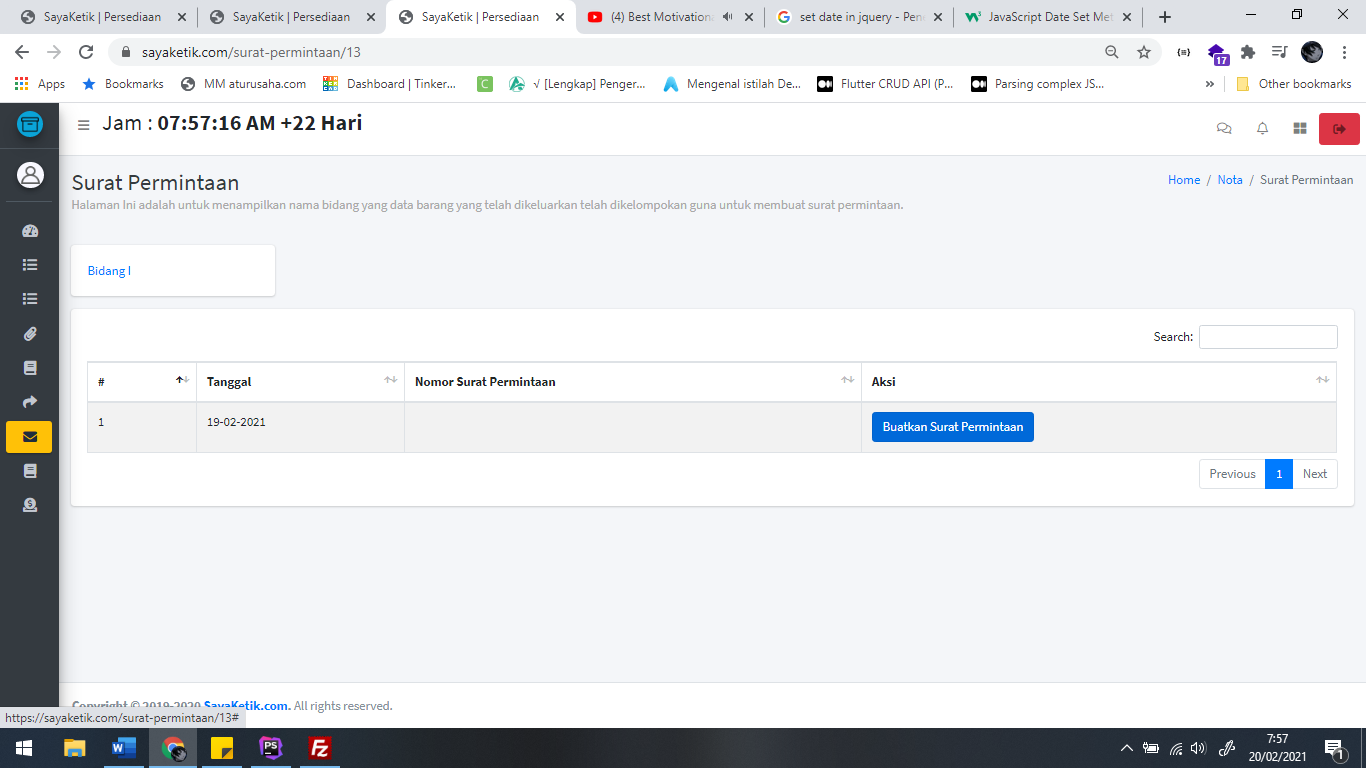 SayaKetik | Persediaan
SayaKetik | Persediaan
SayaKetik | Persediaan
(4) Best Motivationa
set date in jquery - Pen
JavaScript Date Set Met
sayaketik.com/surat-permintaan/13
17
Apps
Bookmarks
MM aturusaha.com
Dashboard | Tinker...
C
√ [Lengkap] Penger...
Mengenal istilah De...
Flutter CRUD API (P...
Parsing complex JS...
»
Other bookmarks
Jam : 07:57:16 AM +22 Hari
Surat Permintaan
Home / Nota / Surat Permintaan
Halaman Ini adalah untuk menampilkan nama bidang yang data barang yang telah dikeluarkan telah dikelompokan guna untuk membuat surat permintaan.
Bidang I
Search:
# Tanggal Nomor Surat Permintaan Aksi
1 19-02-2021 Buatkan Surat Permintaan
Previous 1 Next
Copyright © 2019-2020 SayaKetik.com. All rights reserved.
https://sayaketik.com/surat-permintaan/13#
7:57
20/02/2021
1